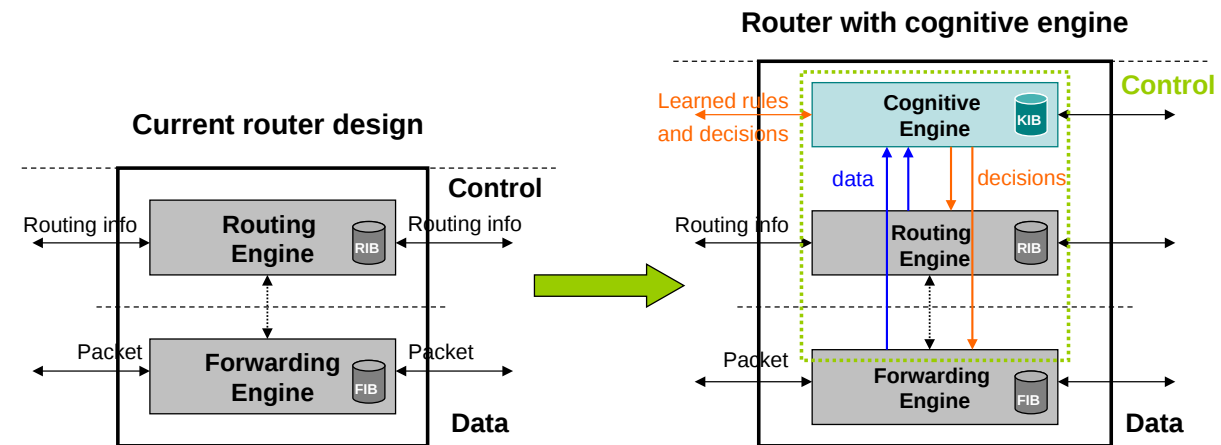 Router with cognitive engine
Current router design
Control
Routing info
Routing
Engine
RIB
Routing info
Packet
Forwarding
Engine
FIB
Packet
Data
Control
Learned rules
and decisions
Cognitive
Engine
KIB
data
decisions
Routing info
Routing
Engine
RIB
Packet
Forwarding
Engine
FIB
Data